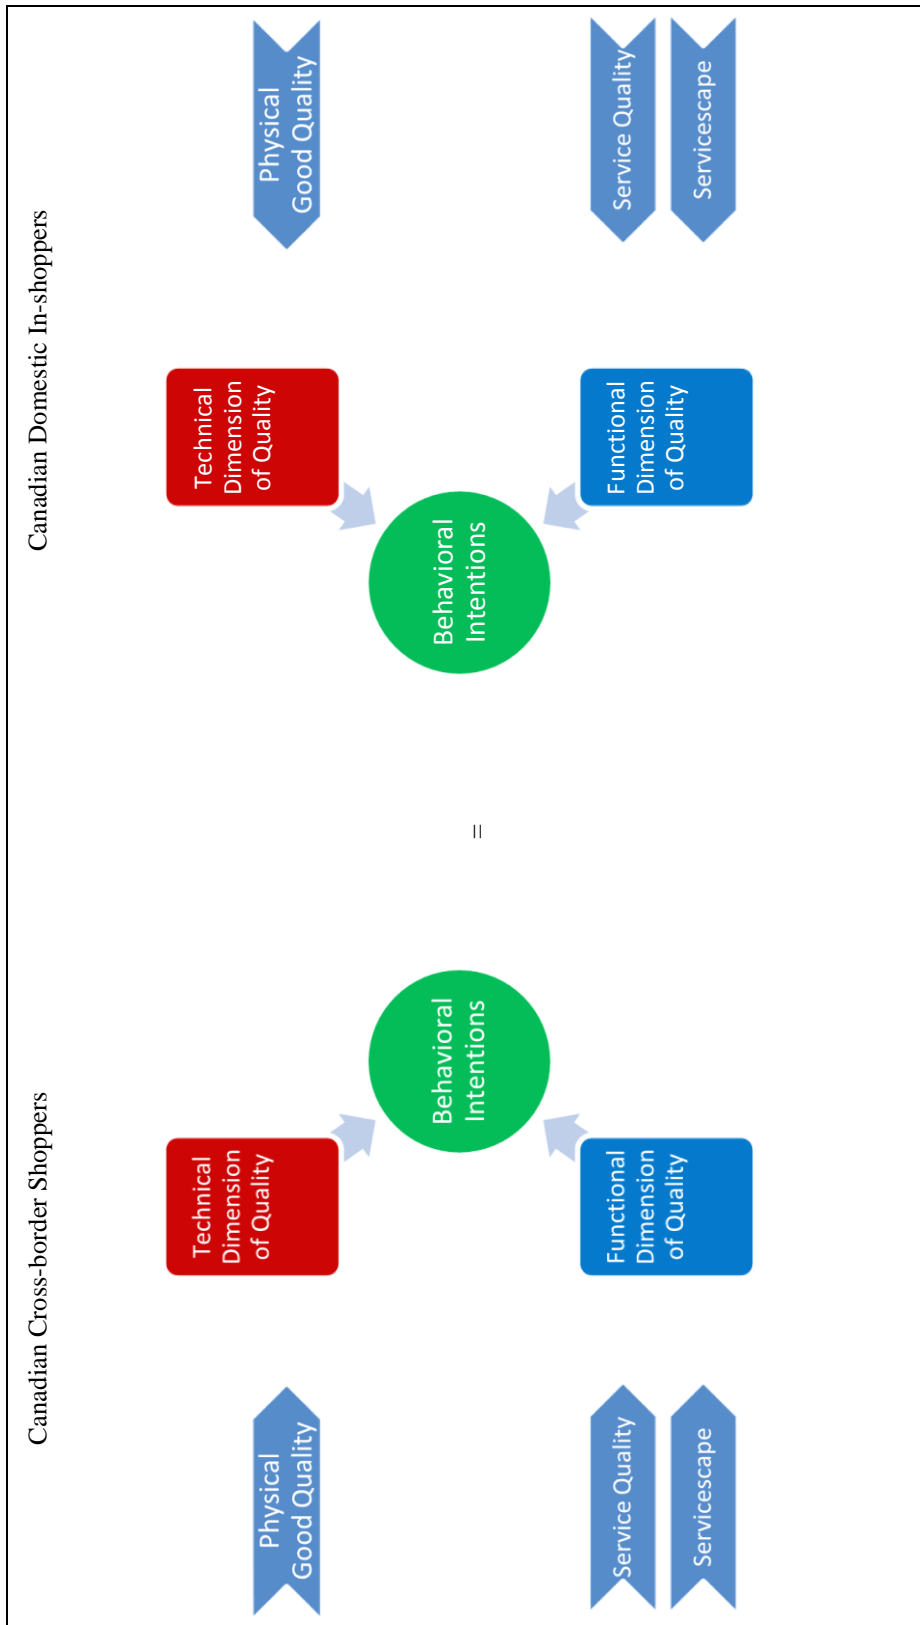 Canadian Cross-border Shoppers
Canadian Domestic In-shoppers
Physical
Good Quality
Technical
Dimension
of Quality
Behavioral
Intentions
Service Quality
Servicescape
Functional
Dimension
of Quality
=
Behavioral
Intentions
Technical
Dimension
of Quality
Physical
Good Quality
Functional
Dimension
of Quality
Service Quality
Servicescape